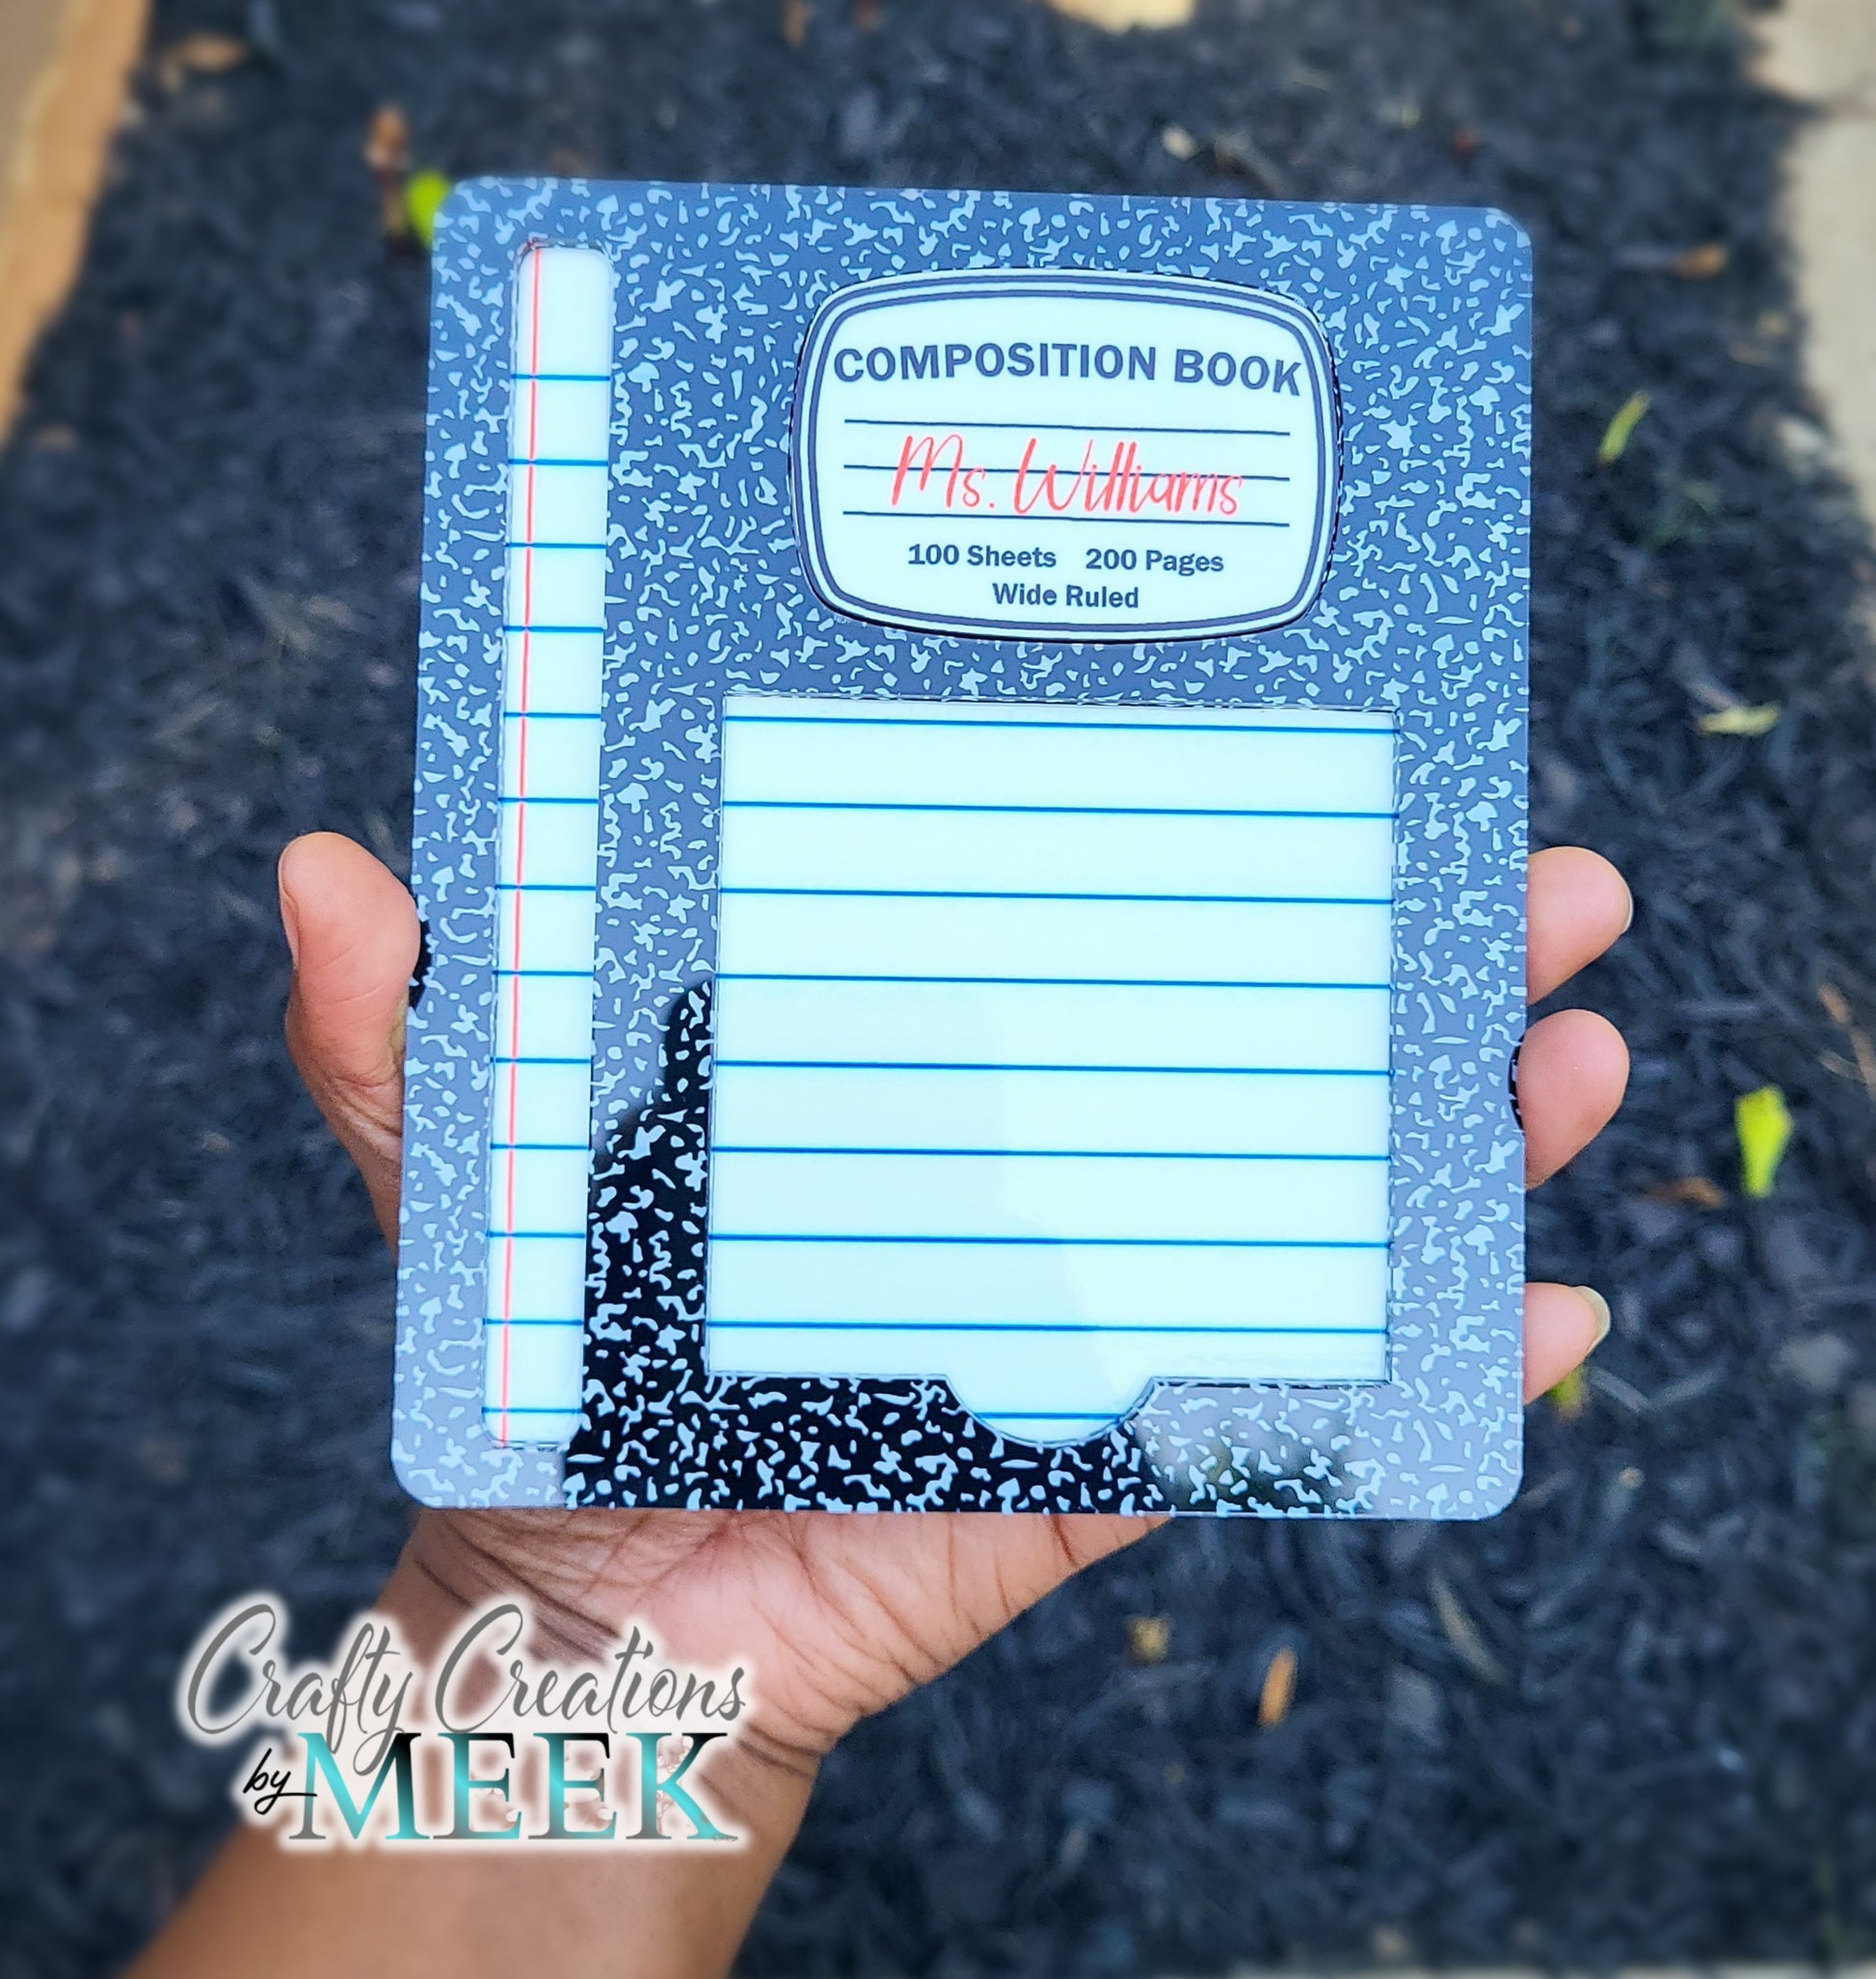 COMPOSITION BOOK
Ms. Williams
100 Sheets 200 Pages
Wide Ruled
Crafty Creations
by MEEK